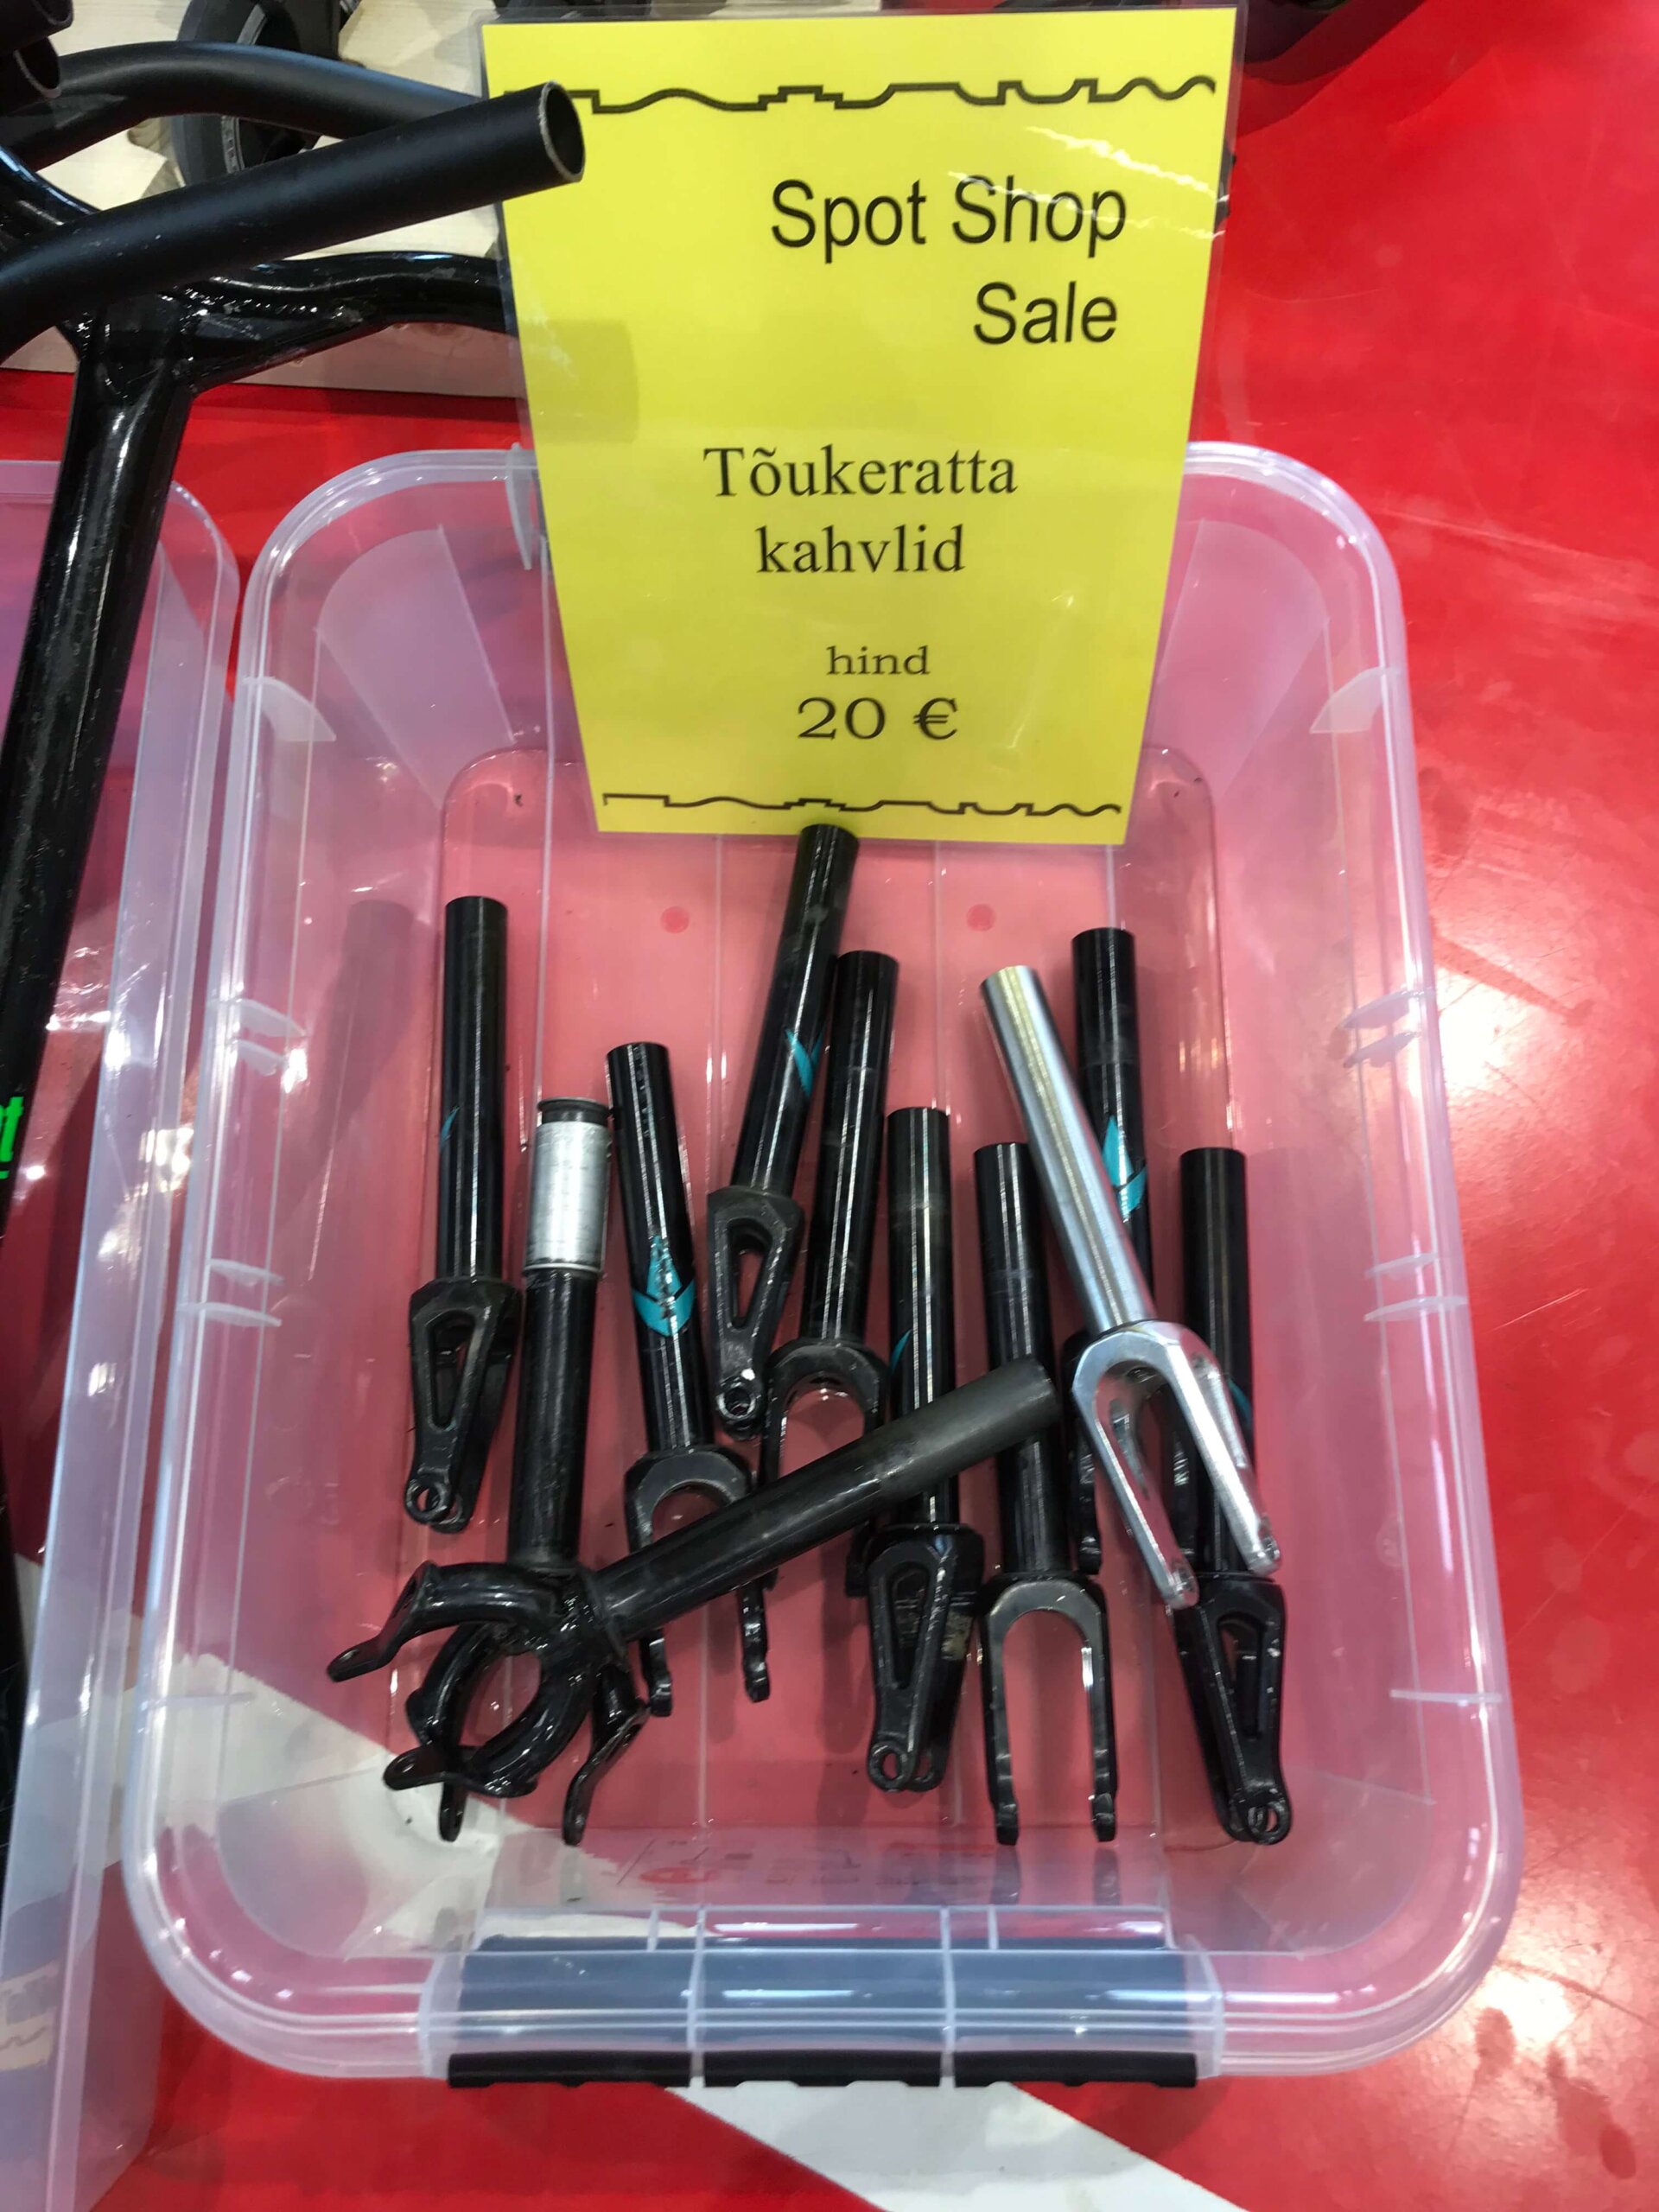 Spot Shop
Sale
Tõukeratta
kahvlid
hind
20 €